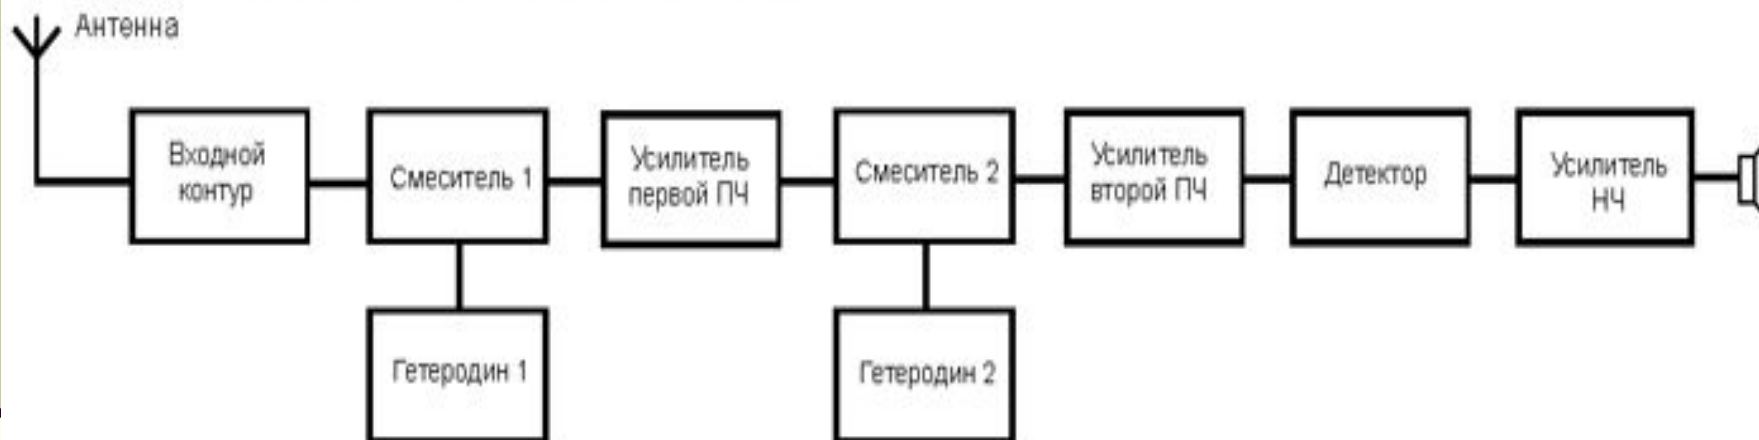 Антенна
Входной
контур
Смеситель 1
Усилитель
первой ПЧ
Смеситель 2
Усилитель
второй ПЧ
Детектор
Усилитель
НЧ
Гетеродин 1
Гетеродин 2